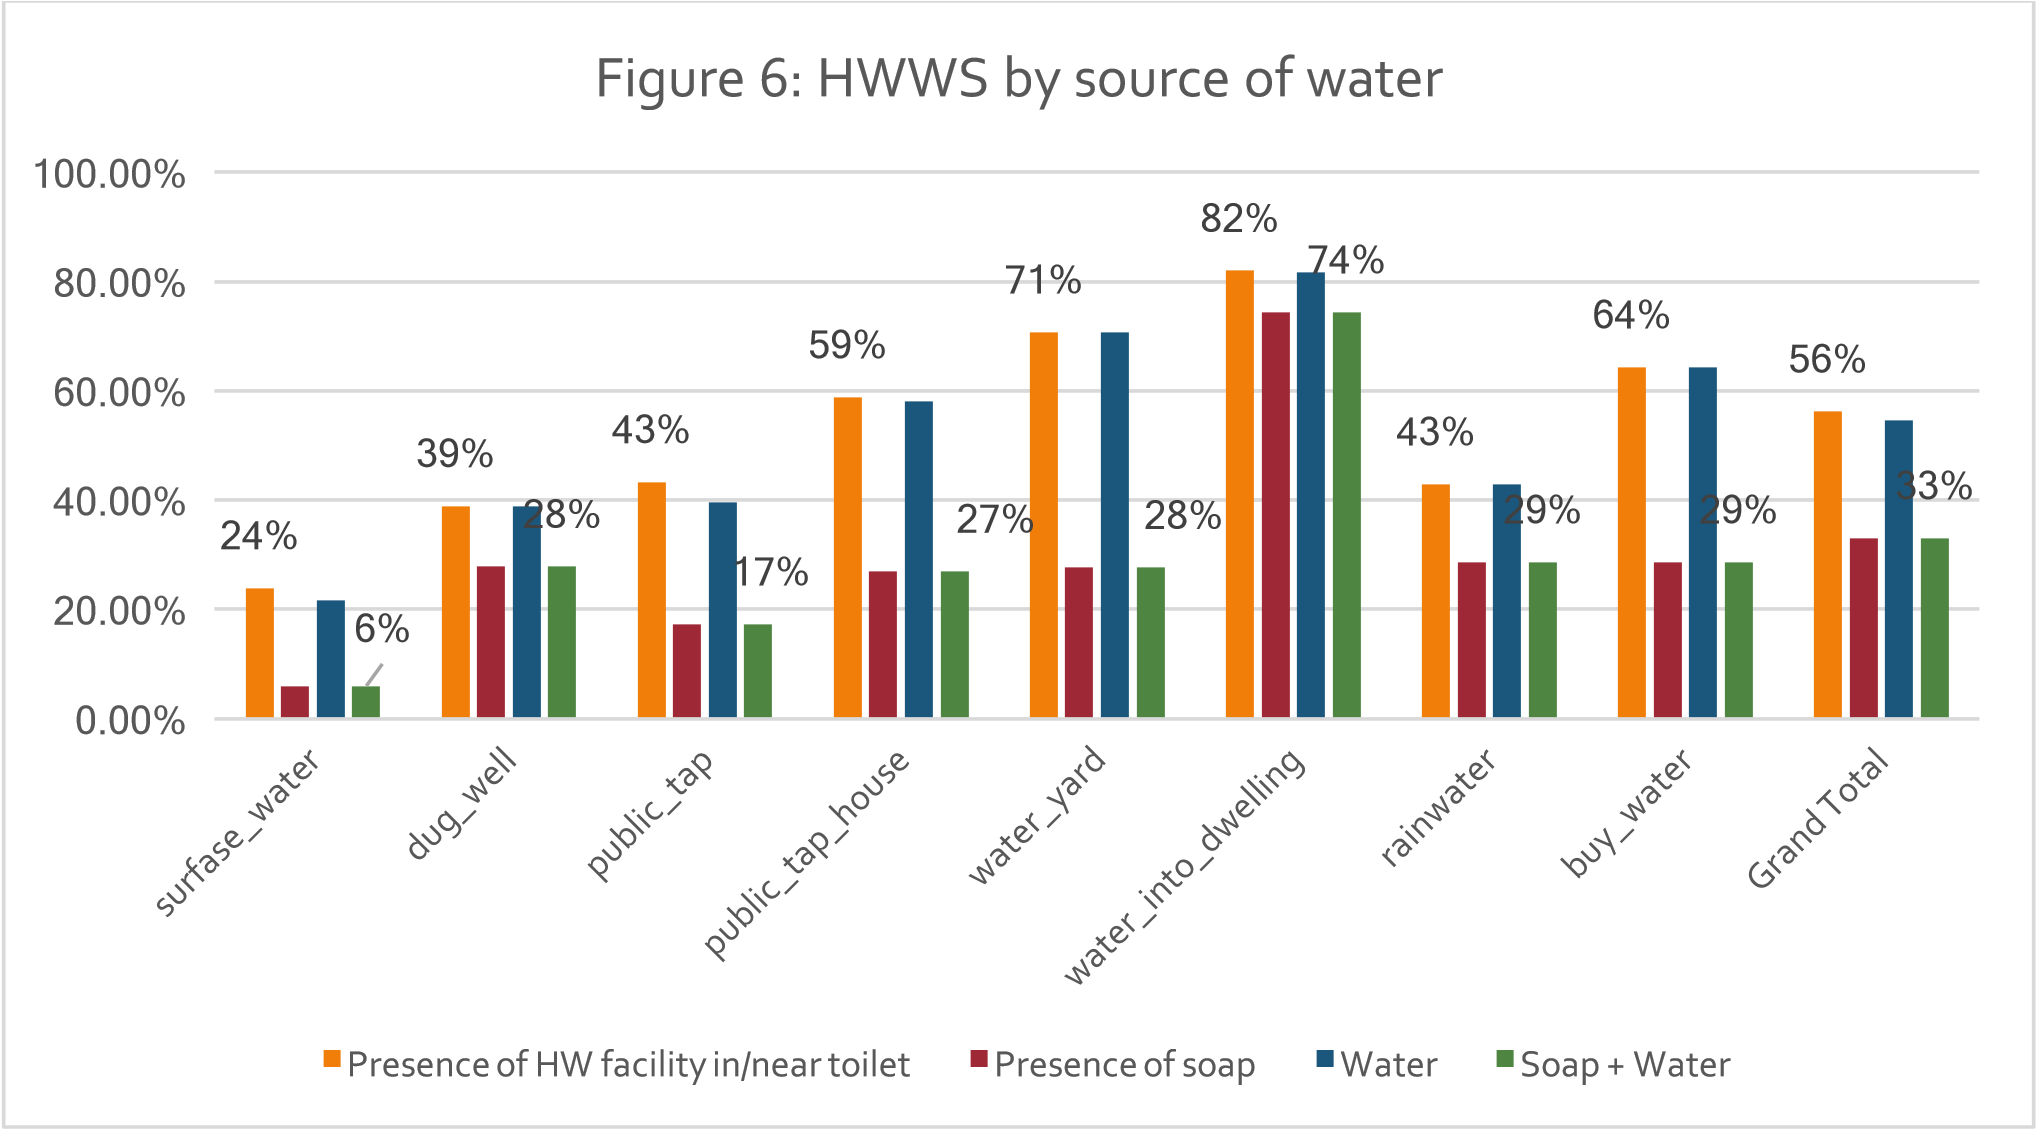 Figure 6: HWWS by source of water
100.00%
80.00%
60.00%
40.00%
20.00%
0.00%
24%
6%
39%
28%
43%
17%
59%
27%
71%
28%
82%
74%
43%
29%
64%
29%
56%
33%
surfase_water
dug_well
public_tap
public_tap_house
water_yard
water_into_dwelling
rainwater
buy_water
Grand Total
Presence of HW facility in/near toilet
Presence of soap
Water
Soap + Water